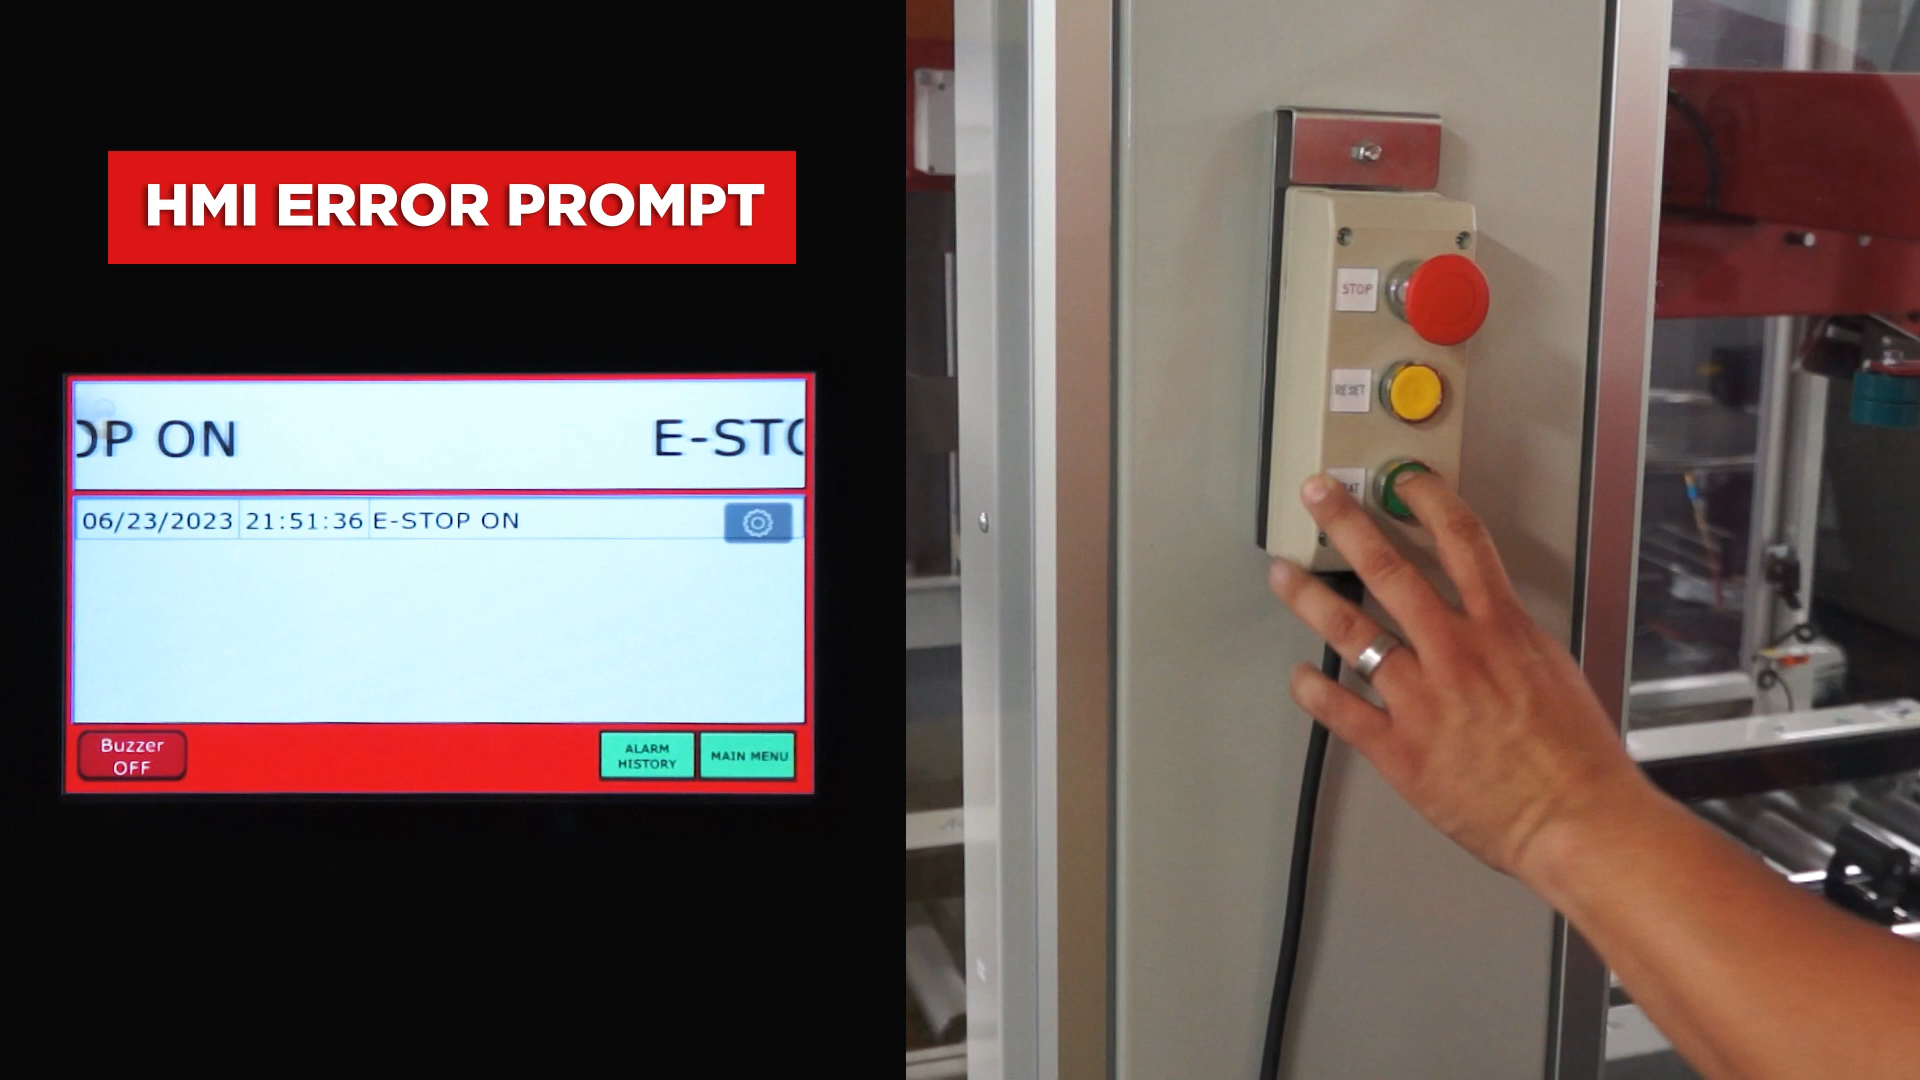 HMI ERROR PROMPT
OP ON E-STO
06/23/2023 21:51:36 E-STOP ON
Buzzer
OFF
ALARM
HISTORY
MAIN MENU
STOP
RESET